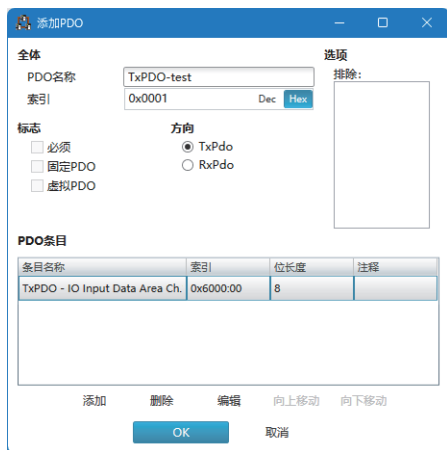 添加PDO
全体
选项
PDO名称
TxPDO-test
排除:
索引
0x0001
Dec
Hex
标志
方向
必须
TxPdo
固定PDO
RxPdo
虚拟PDO
PDO条目
条目名称 索引 位长度 注释
TxPDO - IO Input Data Area Ch. 0x6000:00 8
添加 删除 编辑 向上移动 向下移动
OK 取消